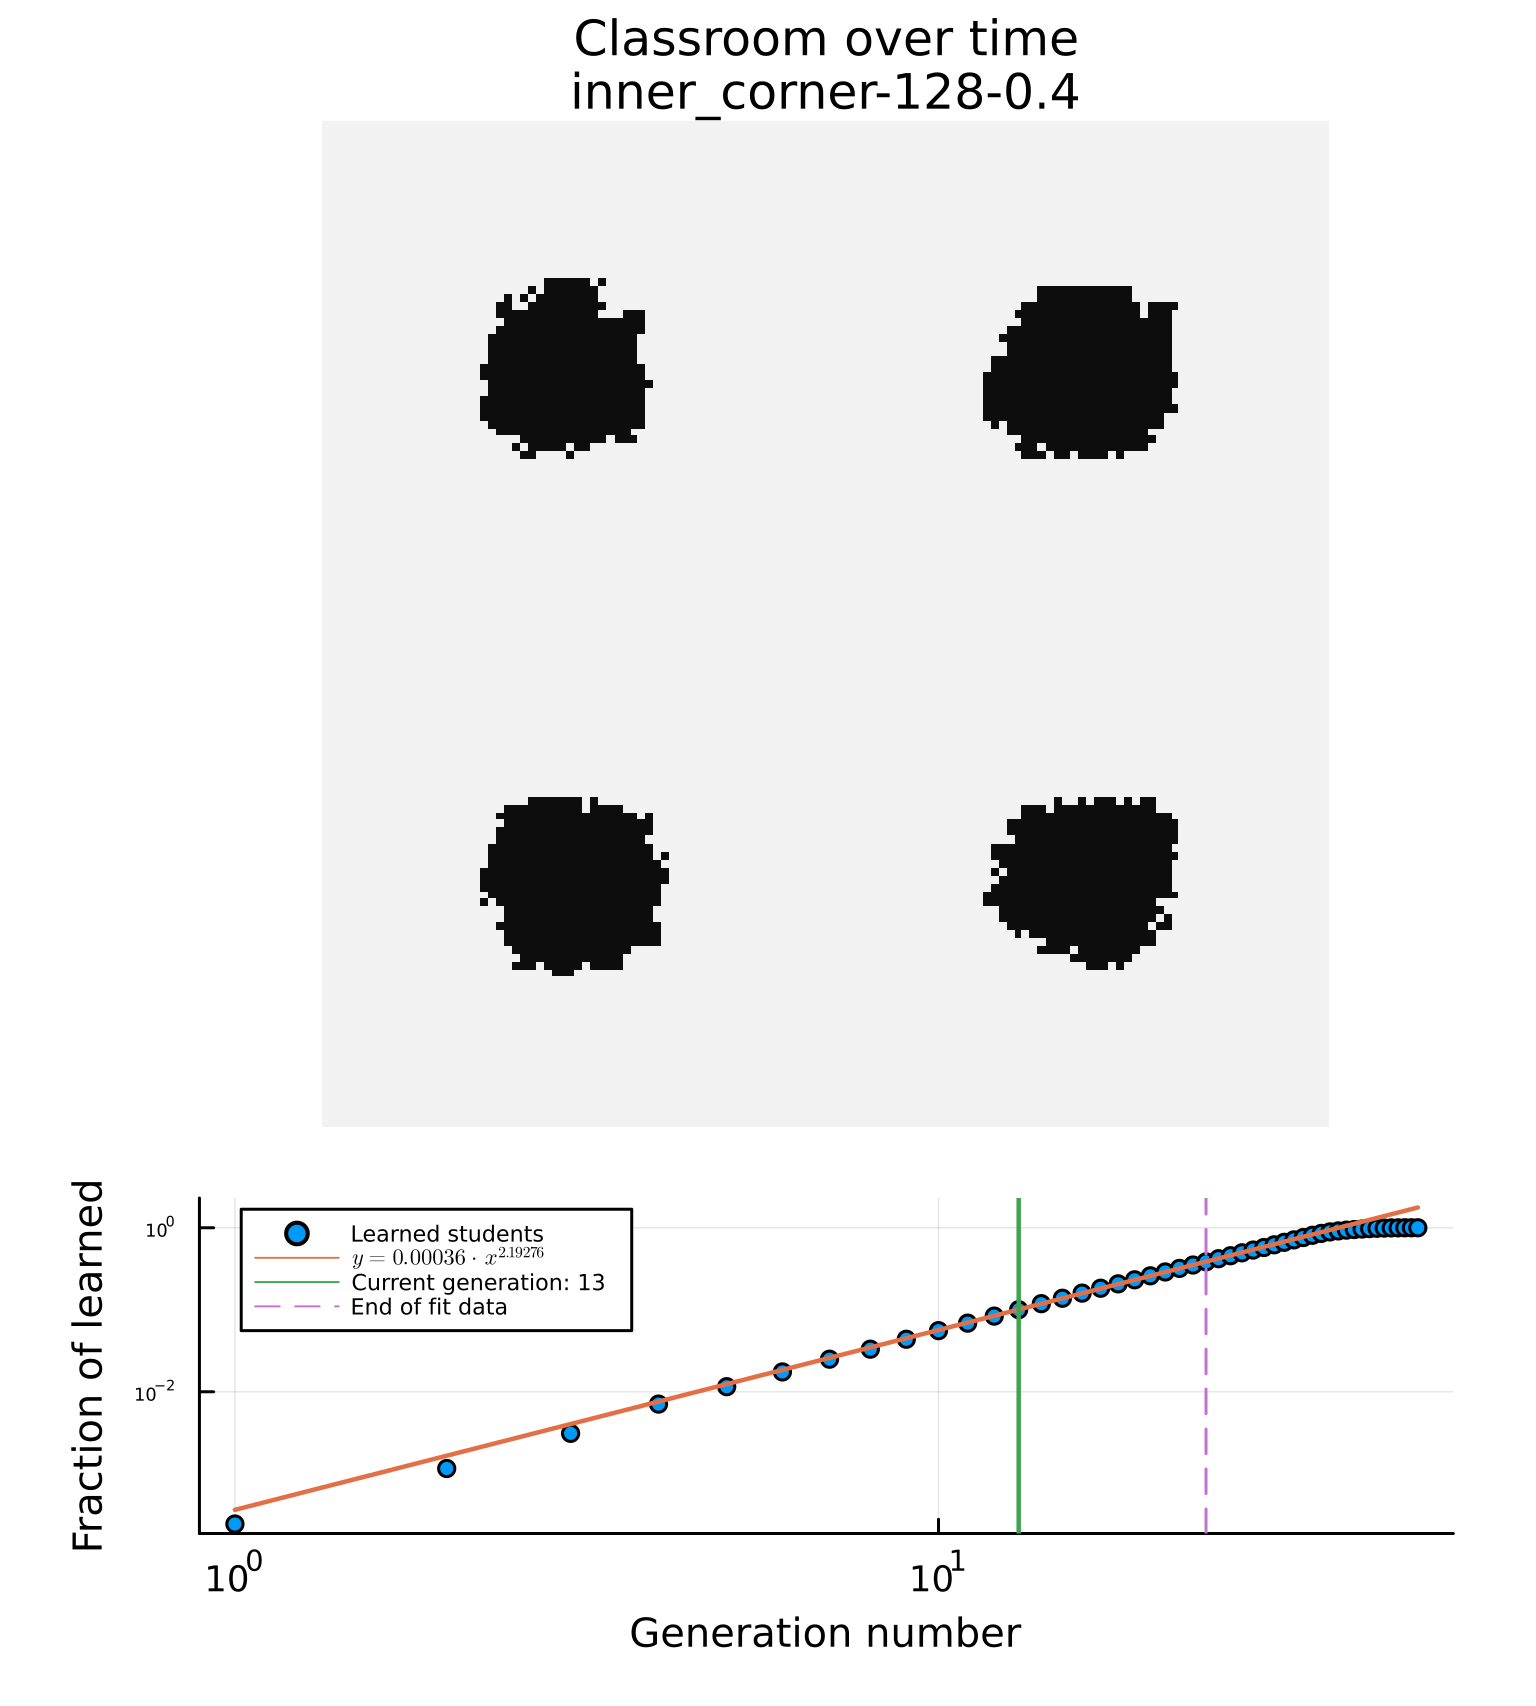 Classroom over time
inner_corner-128-0.4
Fraction of learned
10^0
10^-2
Learned students
y = 0.00036 · x^2.19276
Current generation: 13
End of fit data
10^0
10^1
Generation number